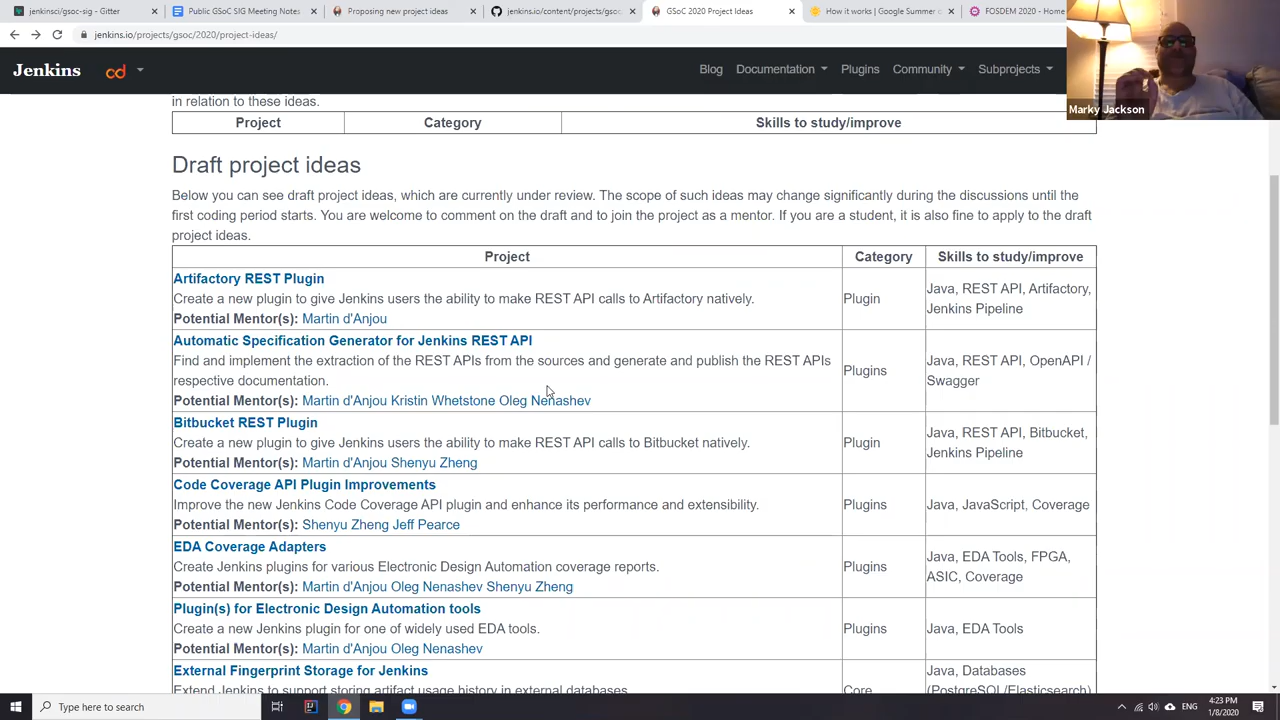 jenkinsci/gsoc-sig - Gitter
Public GSoC SIG Meeting Notes
Proposing new project ideas
jenkins.io/content/projects/gsoc
GSoC 2020 Project Ideas
How it works | Google Summer o
FOSDEM 2020 - Home
jenkins.io/projects/gsoc/2020/project-ideas/
Jenkins
cd
Blog Documentation Plugins Community Subprojects
Marky Jackson
in relation to these ideas.
Project Category Skills to study/improve
Draft project ideas
Below you can see draft project ideas, which are currently under review. The scope of such ideas may change significantly during the discussions until the
first coding period starts. You are welcome to comment on the draft and to join the project as a mentor. If you are a student, it is also fine to apply to the draft
project ideas.
Project Category Skills to study/improve
Artifactory REST Plugin
Create a new plugin to give Jenkins users the ability to make REST API calls to Artifactory natively.
Potential Mentor(s): Martin d'Anjou
Plugin
Java, REST API, Artifactory,
Jenkins Pipeline
Automatic Specification Generator for Jenkins REST API
Find and implement the extraction of the REST APIs from the sources and generate and publish the REST APIs
respective documentation.
Potential Mentor(s): Martin d'Anjou Kristin Whetstone Oleg Nenashev
Plugins
Java, REST API, OpenAPI /
Swagger
Bitbucket REST Plugin
Create a new plugin to give Jenkins users the ability to make REST API calls to Bitbucket natively.
Potential Mentor(s): Martin d'Anjou Shenyu Zheng
Plugin
Java, REST API, Bitbucket,
Jenkins Pipeline
Code Coverage API Plugin Improvements
Improve the new Jenkins Code Coverage API plugin and enhance its performance and extensibility.
Potential Mentor(s): Shenyu Zheng Jeff Pearce
Plugins
Java, JavaScript, Coverage
EDA Coverage Adapters
Create Jenkins plugins for various Electronic Design Automation coverage reports.
Potential Mentor(s): Martin d'Anjou Oleg Nenashev Shenyu Zheng
Plugins
Java, EDA Tools, FPGA,
ASIC, Coverage
Plugin(s) for Electronic Design Automation tools
Create a new Jenkins plugin for one of widely used EDA tools.
Potential Mentor(s): Martin d'Anjou Oleg Nenashev
Plugins
Java, EDA Tools
External Fingerprint Storage for Jenkins
Extend Jenkins to support storing artifact usage history in external databases.
Core
Java, Databases
(PostgreSQL/Elasticsearch)
Type here to search
ENG
4:23 PM
1/8/2020